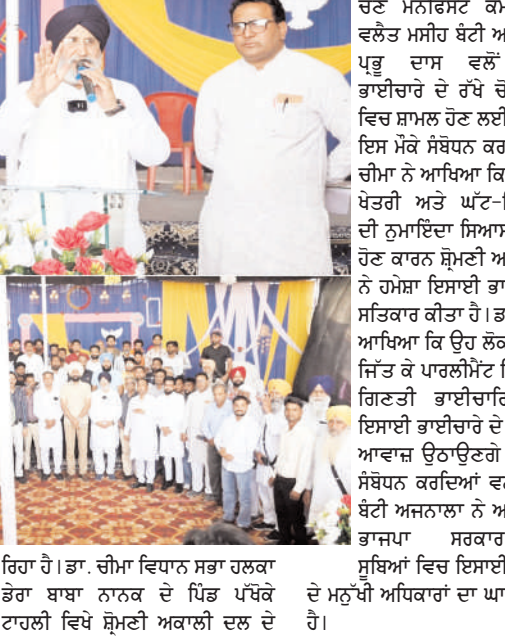 ਰਿਹਾ ਹੈ। ਡਾ. ਚੀਮਾ ਵਿਧਾਨ ਸਭਾ ਹਲਕਾ
ਡੇਰਾ ਬਾਬਾ ਨਾਨਕ ਦੇ ਪਿੰਡ ਪੱਖੋਕੇ
ਟਾਹਲੀ ਵਿਖੇ ਸ਼੍ਰੋਮਣੀ ਅਕਾਲੀ ਦਲ ਦੇ
ਚੋਣ ਮਨੀਫੈਸਟੋ
ਵਲੈਤ ਮਸੀਹ ਬੰਟੀ
ਪ੍ਰਭੂ ਦਾਸ ਵਲੋਂ
ਭਾਈਚਾਰੇ ਦੇ ਰੱਖੇ
ਵਿਚ ਸ਼ਾਮਲ ਹੋਣ ਲਈ
ਇਸ ਮੌਕੇ ਸੰਬੋਧਨ ਕਰ
ਚੀਮਾ ਨੇ ਆਖਿਆ ਕਿ
ਖੇਤਰੀ ਅਤੇ ਘੱਟ-
ਦੀ ਨੁਮਾਇੰਦਾ ਸਿਆਸ
ਹੋਣ ਕਾਰਨ ਸ਼੍ਰੋਮਣੀ ਅ
ਨੇ ਹਮੇਸ਼ਾ ਇਸਾਈ ਭਾ
ਸਤਿਕਾਰ ਕੀਤਾ ਹੈ। ਡਾ
ਆਖਿਆ ਕਿ ਉਹ ਲੋਕ
ਜਿੱਤ ਕੇ ਪਾਰਲੀਮੈਂਟ
ਗਿਣਤੀ ਭਾਈਚਾਰਿ
ਇਸਾਈ ਭਾਈਚਾਰੇ ਦੇ
ਆਵਾਜ਼ ਉਠਾਉਣਗੇ
ਸੰਬੋਧਨ ਕਰਦਿਆਂ ਵਲ
ਬੰਟੀ ਅਜਨਾਲਾ ਨੇ ਅ
ਭਾਜਪਾ ਸਰਕਾਰ
ਸੂਬਿਆਂ ਵਿਚ ਇਸਾਈ
ਦੇ ਮਨੁੱਖੀ ਅਧਿਕਾਰਾਂ ਦਾ ਘਾ
ਹੈ।